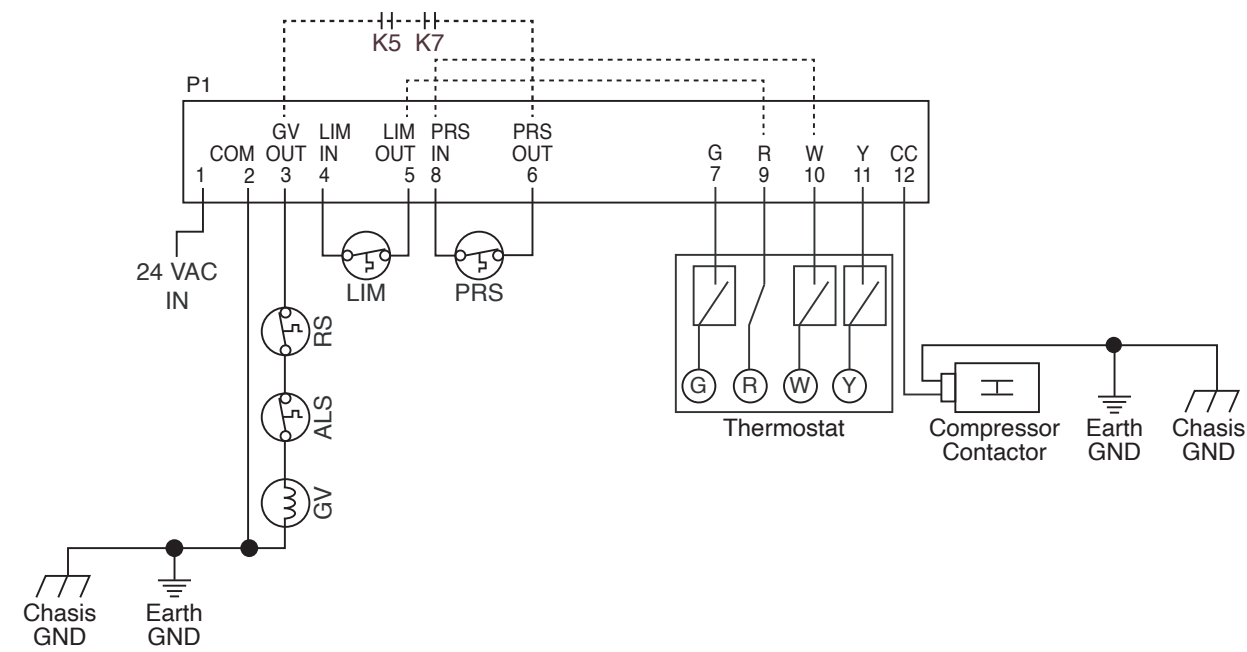 K5 K7
P1
GV LIM LIM PRS PRS
COM OUT IN OUT IN OUT G R W Y CC
1 2 3 4 5 8 6 7 9 10 11 12
24 VAC
IN
LIM
PRS
RS
ALS
GV
G R W Y
Thermostat
Compressor
Contactor
Earth
GND
Chasis
GND
Chasis
GND
Earth
GND